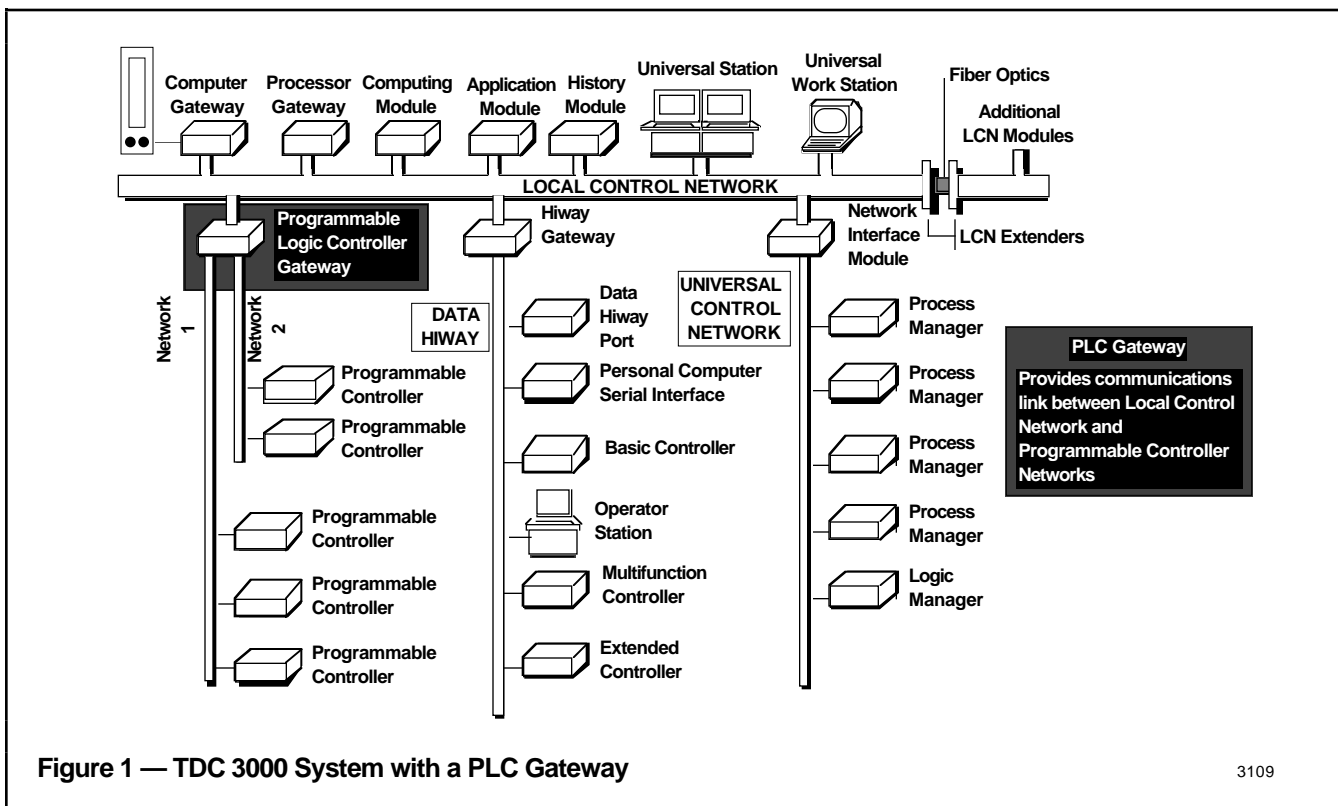 Computer
Gateway
Processor
Gateway
Computing
Module
Application
Module
History
Module
Universal Station
Universal
Work Station
Fiber Optics
Additional
LCN Modules
LOCAL CONTROL NETWORK
Programmable
Logic Controller
Gateway
Hiway
Gateway
Network
Interface
Module
LCN Extenders
Network
1
Network
2
DATA
HIWAY
UNIVERSAL
CONTROL
NETWORK
Programmable
Controller
Programmable
Controller
Programmable
Controller
Programmable
Controller
Programmable
Controller
Data
Hiway
Port
Personal Computer
Serial Interface
Basic Controller
Operator
Station
Multifunction
Controller
Extended
Controller
Process
Manager
Process
Manager
Process
Manager
Process
Manager
Logic
Manager
PLC Gateway
Provides communications
link between Local Control
Network and
Programmable Controller
Networks
Figure 1 — TDC 3000 System with a PLC Gateway
3109